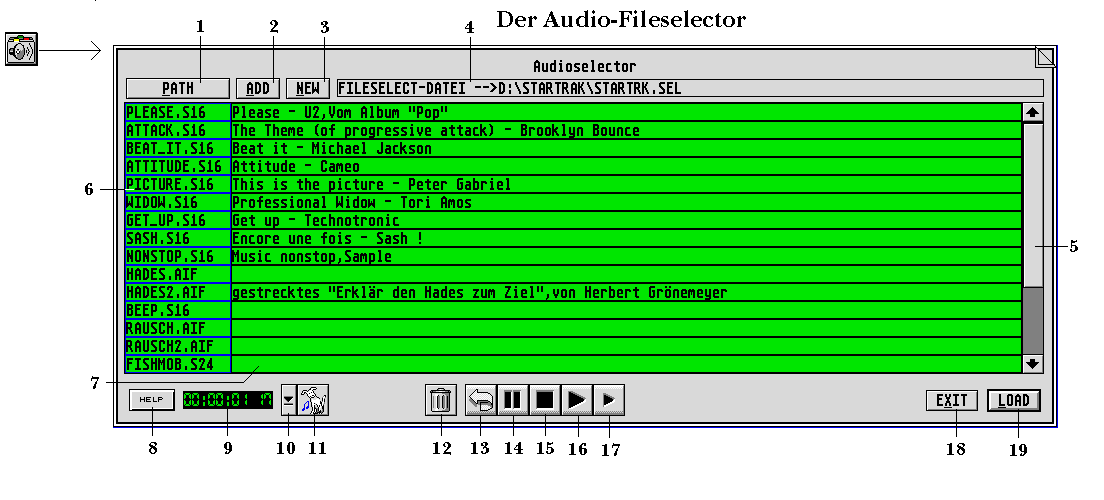 Der Audio-Fileselector
1 2 3 4
Audioselector
PATH ADD NEW FILESELECT-DATEI -->D:\STARTRAK\STARTRK.SEL
PLEASE.S16 Please - U2,Vom Album "Pop"
ATTACK.S16 The Theme (of progressive attack) - Brooklyn Bounce
BEAT_IT.S16 Beat it - Michael Jackson
ATTITUDE.S16 Attitude - Cameo
6 PICTURE.S16 This is the picture - Peter Gabriel
WIDOW.S16 Professional Widow - Tori Amos
GET_UP.S16 Get up - Technotronic
SASH.S16 Encore une fois - Sash !
5
NONSTOP.S16 Music nonstop,Sample
HADES.AIF
HADES2.AIF gestrecktes "Erklär den Hades zum Ziel",von Herbert Grönemeyer
BEEP.S16
RAUSCH.AIF
RAUSCH2.AIF
FISHMOB.S24
7
HELP 00:00:01 17 EXIT LOAD
8 9 10 11 12 13 14 15 16 17 18 19